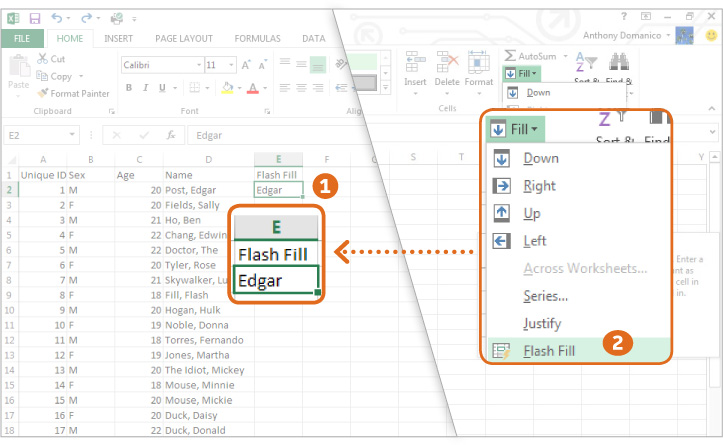 Anthony Domanico
FILE HOME INSERT PAGE LAYOUT FORMULAS DATA
Paste
Cut
Copy
Format Painter
Clipboard
Calibri 11
B I U
Font
Insert Delete Format
Cells
AutoSum
Fill
Down
Sort & Find &
E2 fx Edgar
A B C D E F S T Y
1 Unique ID Sex Age Name Flash Fill
2 1 M 20 Post, Edgar Edgar
3 2 F 20 Fields, Sally
4 3 M 21 Ho, Ben
5 4 F 22 Chang, Edwin
6 5 M 22 Doctor, The
7 6 F 20 Tyler, Rose
8 7 M 21 Skywalker, Lu
9 8 F 18 Fill, Flash
10 9 M 20 Hogan, Hulk
11 10 F 19 Noble, Donna
12 11 M 18 Torres, Fernando
13 12 F 19 Jones, Martha
14 13 M 20 The Idiot, Mickey
15 14 F 18 Mouse, Minnie
16 15 M 20 Mouse, Mickie
17 16 F 20 Duck, Daisy
18 17 M 22 Duck, Donald
1
E
Flash Fill
Edgar
Fill
Sort & Find
Down
Right
Up
Left
Across Worksheets...
Series...
Justify
Flash Fill
2
Enter a
nt as
cell in
in.